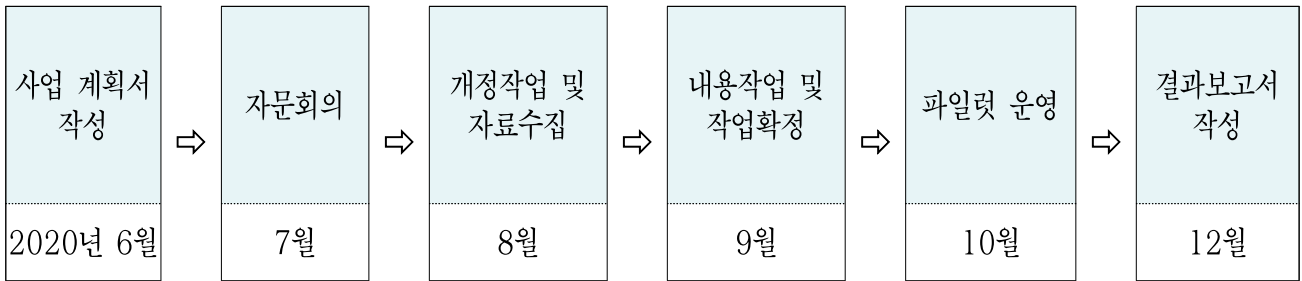 사업 계획서
작성
2020년 6월
⇨
자문회의
7월
⇨
개정작업 및
자료수집
8월
⇨
내용작업 및
작업확정
9월
⇨
파일럿 운영
10월
⇨
결과보고서
작성
12월